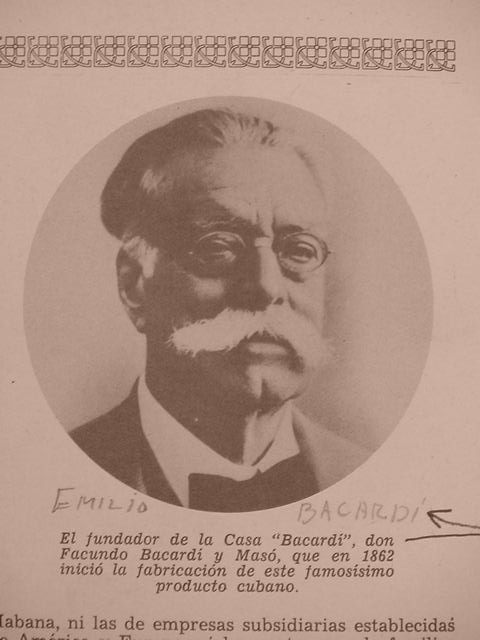 EMILIO BACARDÍ
El fundador de la Casa "Bacardí", don
Facundo Bacardí y Masó, que en 1862
inició la fabricación de este famosísimo
producto cubano.
Habana, ni las de empresas subsidiarias establecidas